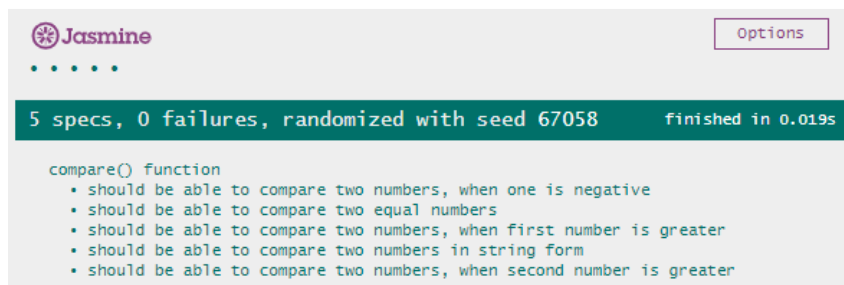 Jasmine
Options
• • • • •
5 specs, 0 failures, randomized with seed 67058 finished in 0.019s
compare() function
• should be able to compare two numbers, when one is negative
• should be able to compare two equal numbers
• should be able to compare two numbers, when first number is greater
• should be able to compare two numbers in string form
• should be able to compare two numbers, when second number is greater